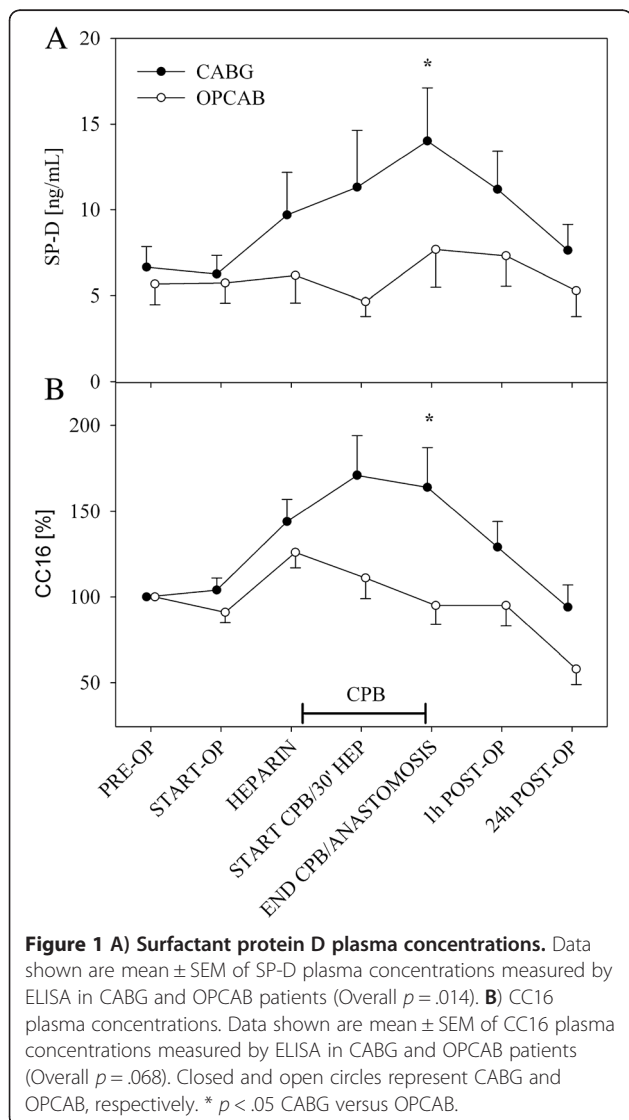 A
20
CABG
OPCAB
*
15
SP-D [ng/mL]
10
5
0
B
200
*
150
CC16 [%]
100
50
CPB
PRE-OP
START-OP
HEPARIN
START CPB/30' HEP
END CPB/ANASTOMOSIS
1h POST-OP
24h POST-OP
Figure 1 A) Surfactant protein D plasma concentrations. Data
shown are mean ± SEM of SP-D plasma concentrations measured by
ELISA in CABG and OPCAB patients (Overall p = .014). B) CC16
plasma concentrations. Data shown are mean ± SEM of CC16 plasma
concentrations measured by ELISA in CABG and OPCAB patients
(Overall p = .068). Closed and open circles represent CABG and
OPCAB, respectively. * p < .05 CABG versus OPCAB.